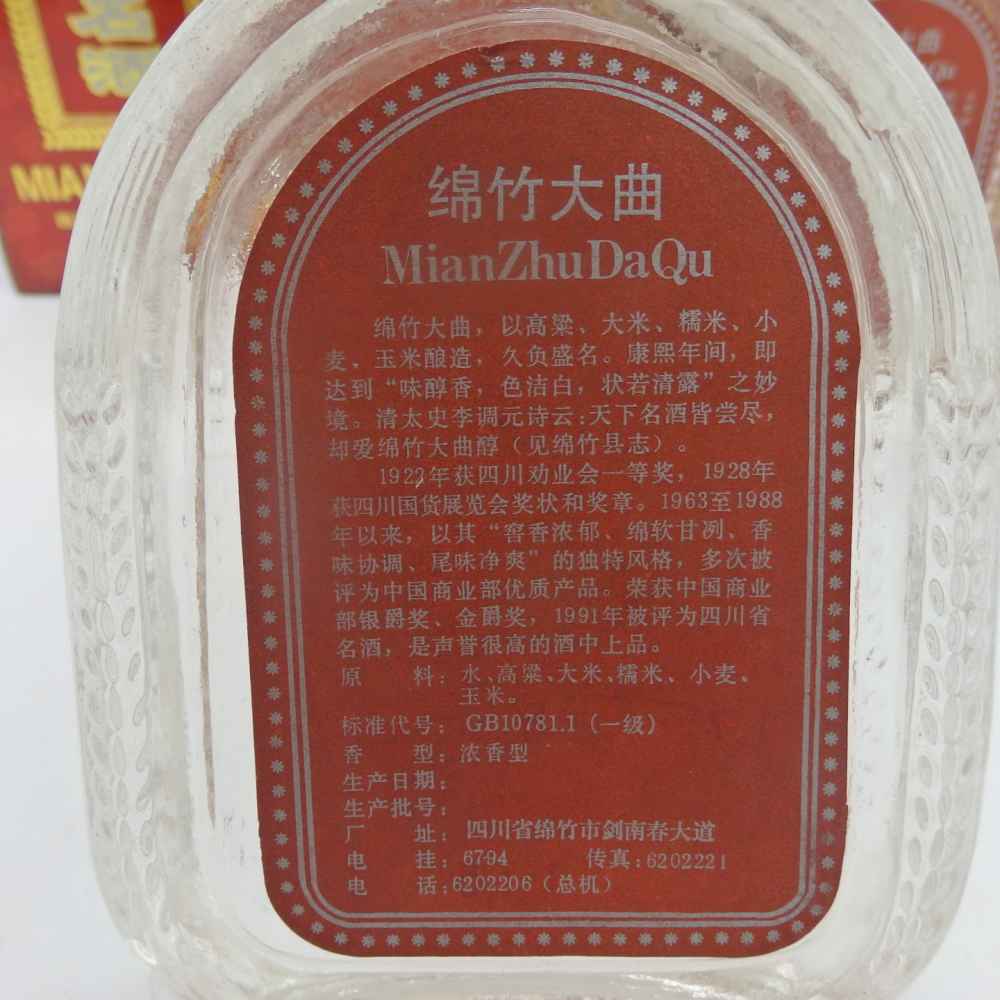 名酒
MIAN
大曲
绵竹大曲
MianZhuDaQu
绵竹大曲，以高粱、大米、糯米、小
麦、玉米酿造，久负盛名。康熙年间，即
达到“味醇香，色洁白，状若清露”之妙
境。清太史李调元诗云：天下名酒皆尝尽，
却爱绵竹大曲醇（见绵竹县志）。
1922年获四川劝业会一等奖，1928年
获四川国货展览会奖状和奖章。1963至1988
年以来，以其“窖香浓郁、绵软甘冽、香
味协调、尾味净爽”的独特风格，多次被
评为中国商业部优质产品。荣获中国商业
部银爵奖、金爵奖，1991年被评为四川省
名酒，是声誉很高的酒中上品。
原 料：水、高粱、大米、糯米、小麦、
玉米。
标准代号：GB10781.1（一级）
香 型：浓香型
生产日期：
生产批号：
厂 址：四川省绵竹市剑南春大道
电 挂：6794 传真：6202221
电 话：6202206（总机）